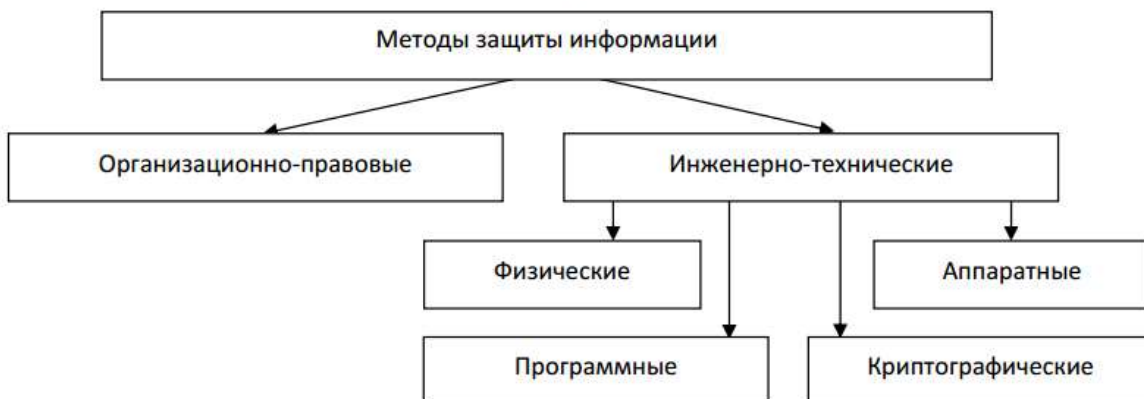 Методы защиты информации
Организационно-правовые
Инженерно-технические
Физические
Аппаратные
Программные
Криптографические